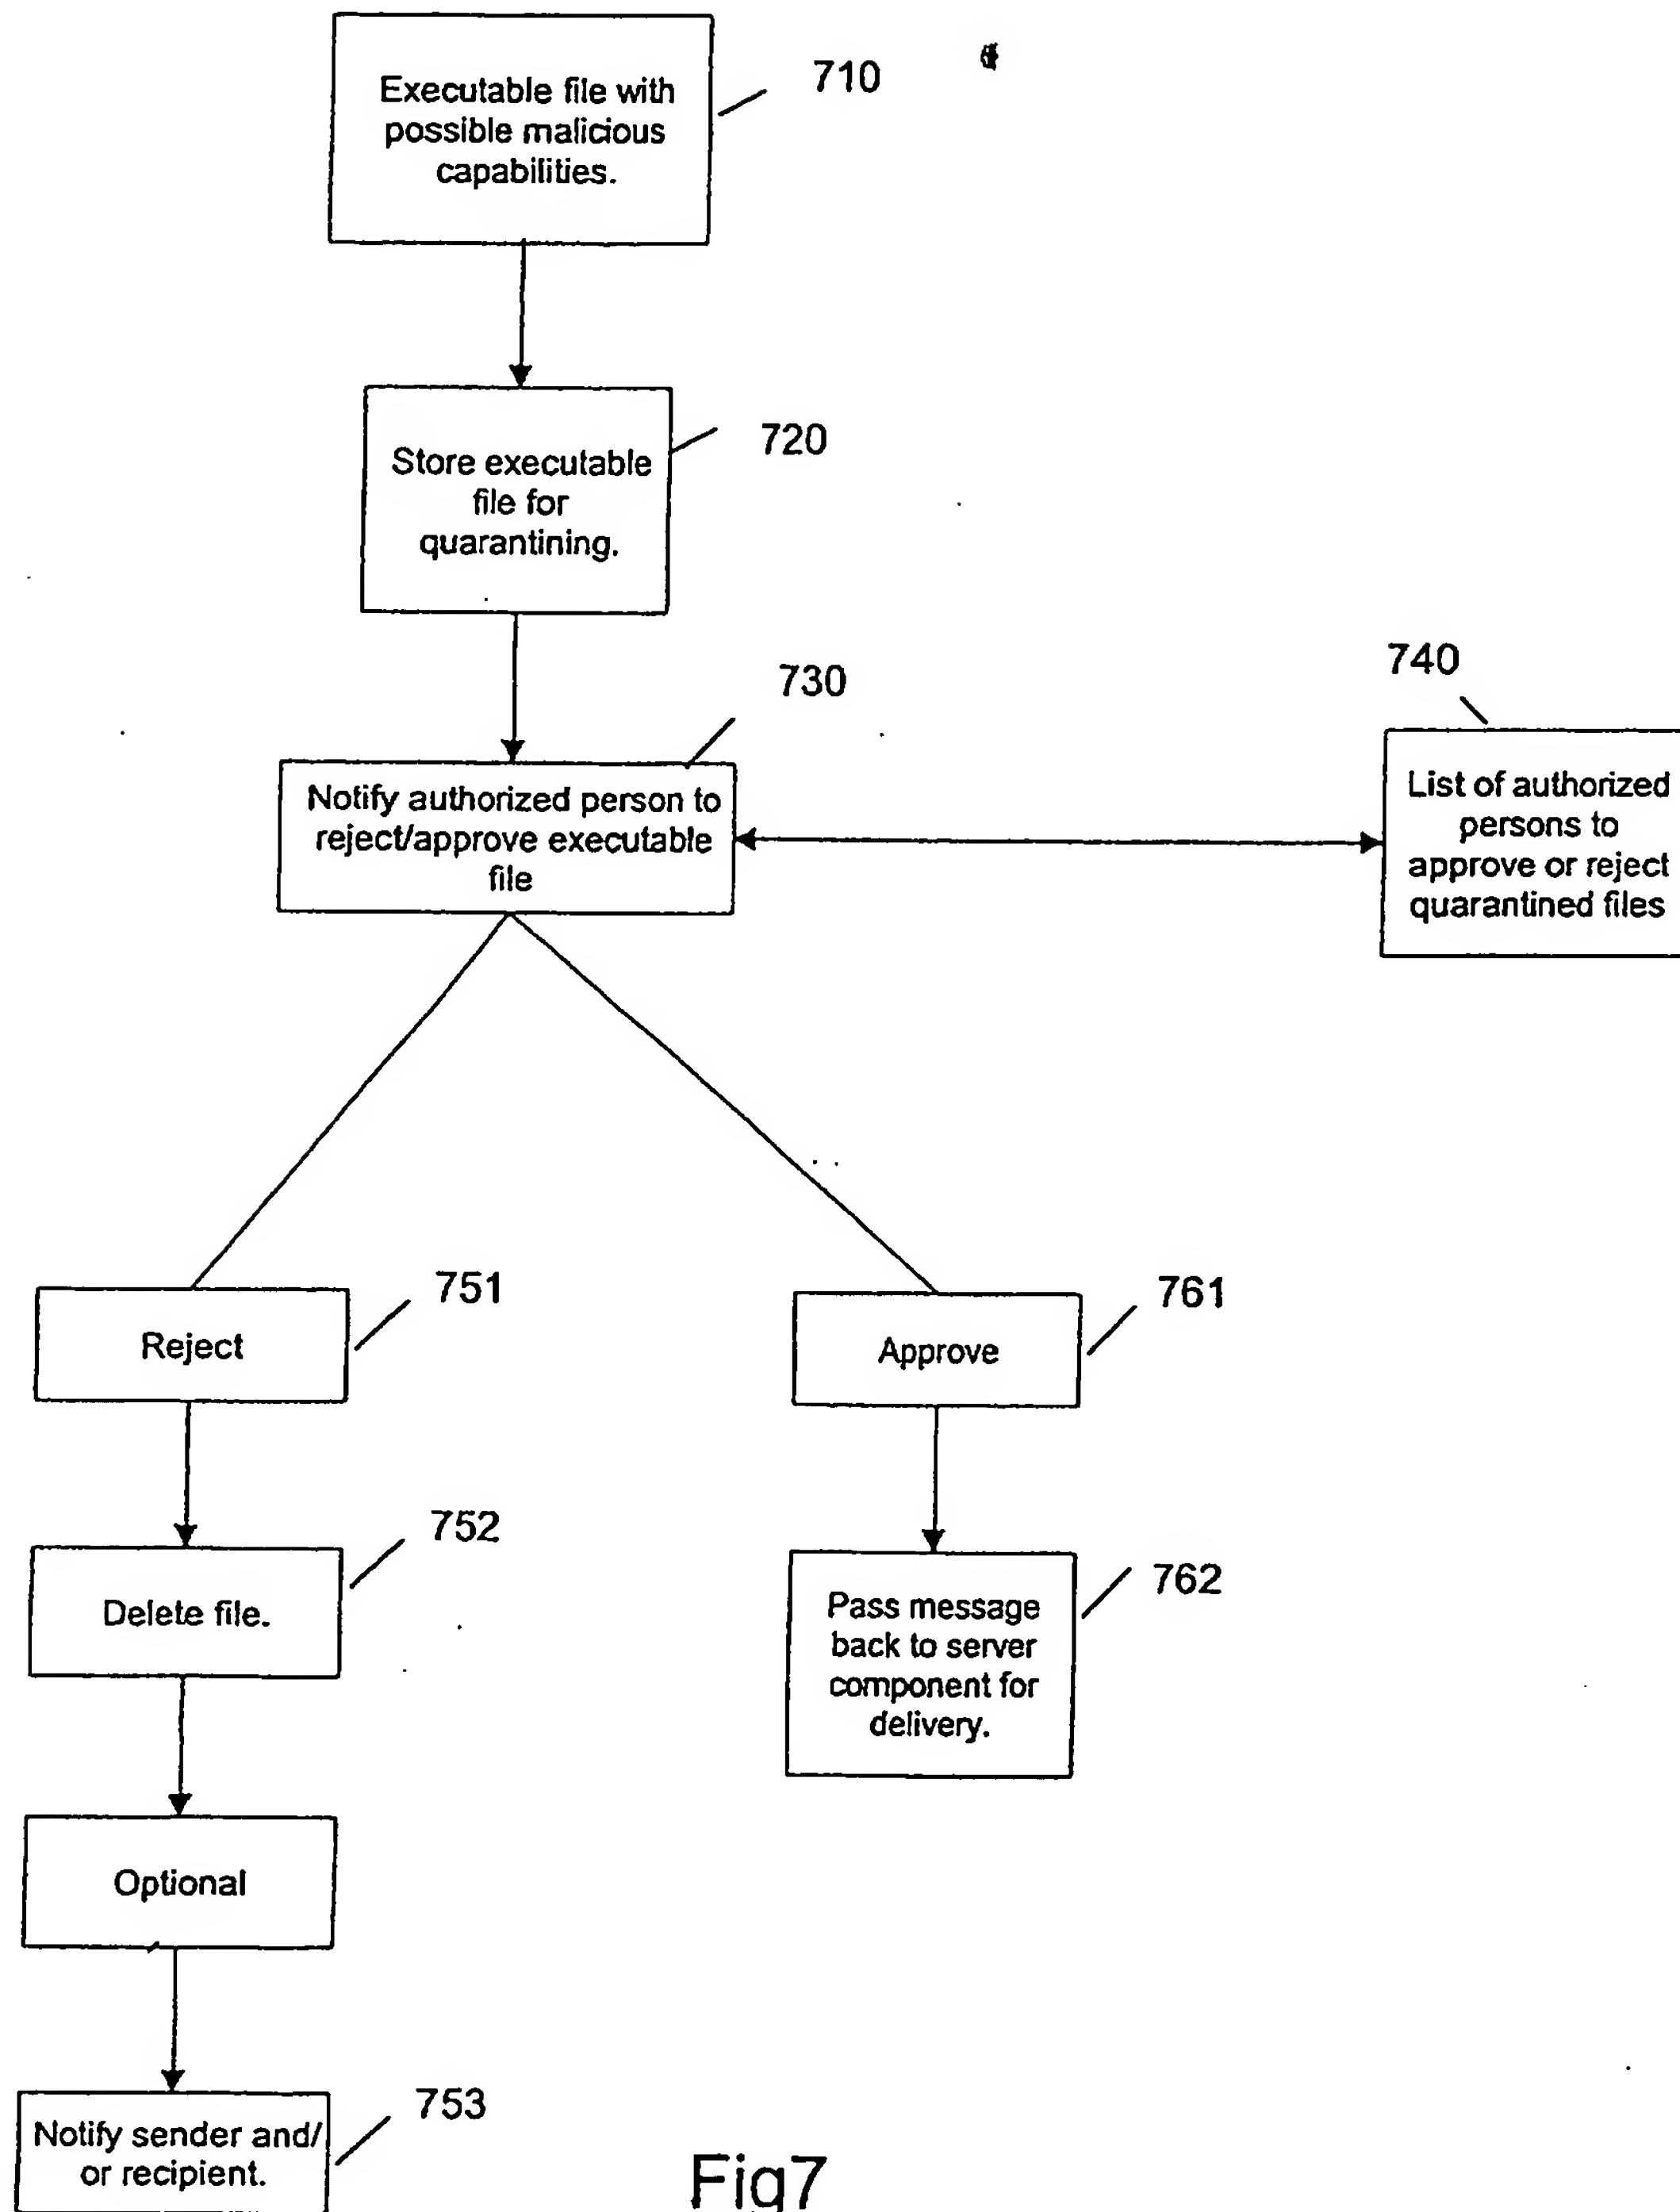 Executable file with
possible malicious
capabilities.
710
Store executable
file for
quarantining.
720
730
Notify authorized person to
reject/approve executable
file
740
List of authorized
persons to
approve or reject
quarantined files
Reject
751
Approve
761
Delete file.
752
Pass message
back to server
component for
delivery.
762
Optional
Notify sender and/
or recipient.
753
Fig7